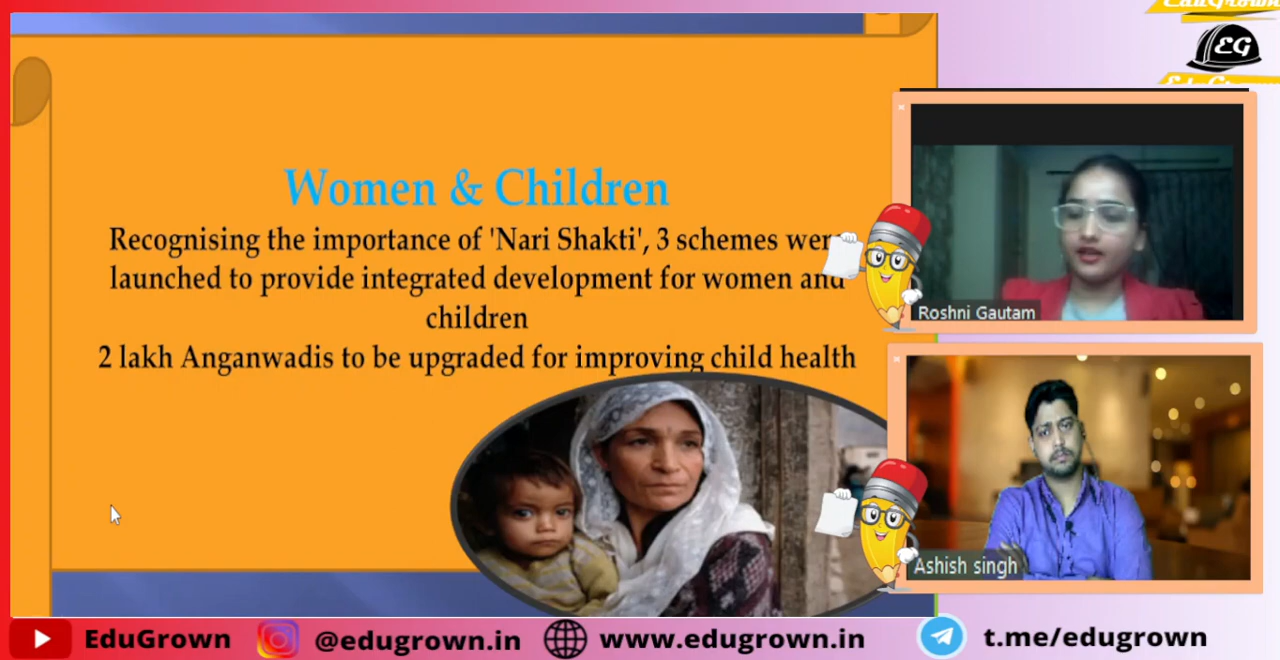 EduGrown
EG
EduGrown
Women & Children
Recognising the importance of 'Nari Shakti', 3 schemes were
launched to provide integrated development for women and
children
2 lakh Anganwadis to be upgraded for improving child health
Roshni Gautam
Ashish singh
EduGrown
@edugrown.in
www.edugrown.in
t.me/edugrown